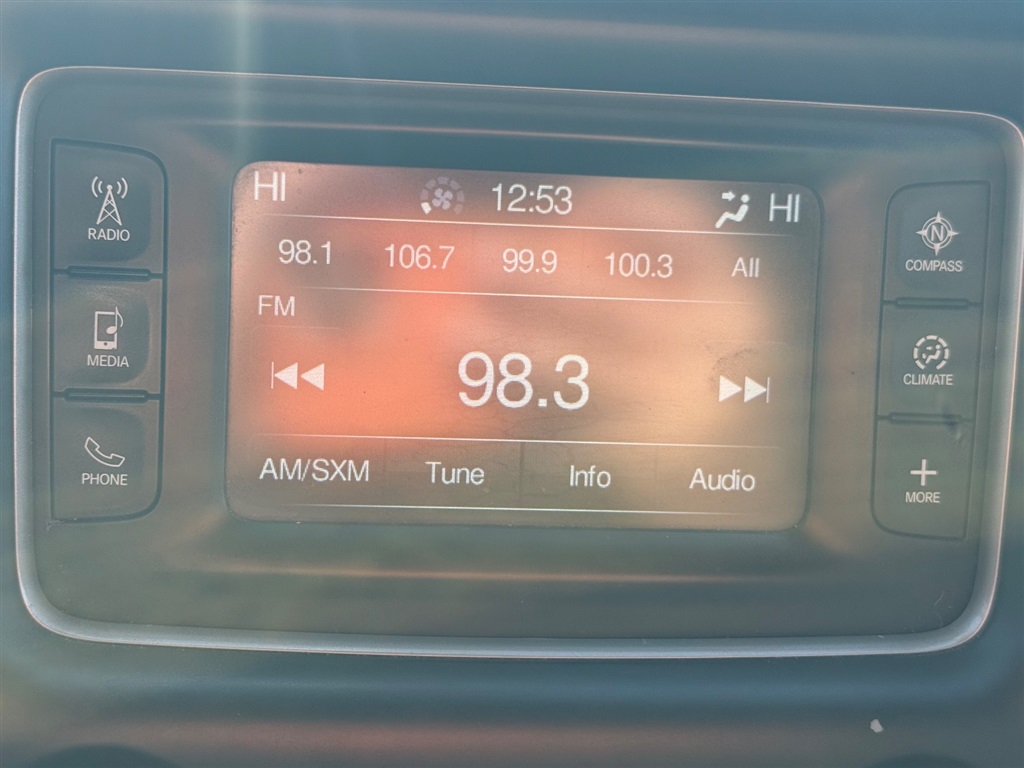 HI 12:53 HI
98.1 106.7 99.9 100.3 All
FM
98.3
AM/SXM Tune Info Audio
RADIO
MEDIA
PHONE
N
COMPASS
CLIMATE
MORE